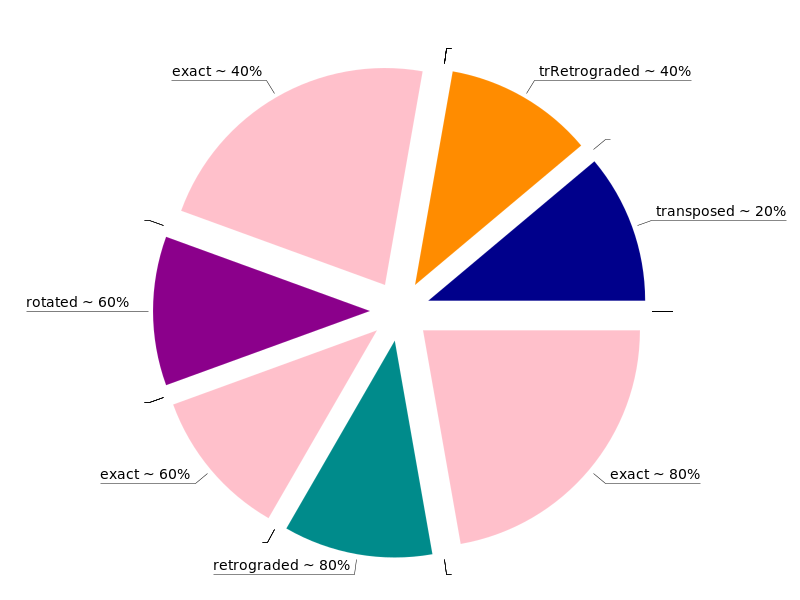 exact ~ 40%
trRetrograded ~ 40%
transposed ~ 20%
rotated ~ 60%
exact ~ 60%
exact ~ 80%
retrograded ~ 80%